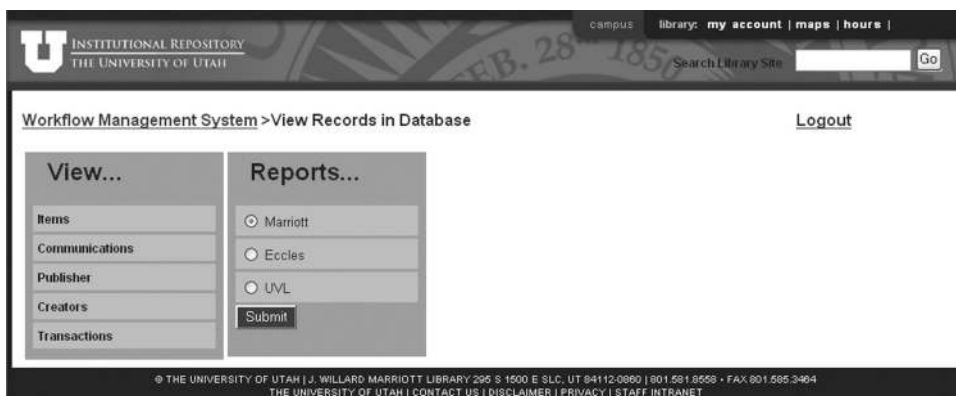 campus library: my account | maps | hours |
U INSTITUTIONAL REPOSITORY
THE UNIVERSITY OF UTAH
FEB. 28TH 1850
Search Library Site Go
Workflow Management System >View Records in Database Logout
View...
Items
Communications
Publisher
Creators
Transactions
Reports...
Marriott
Eccles
UVL
Submit
© THE UNIVERSITY OF UTAH | J. WILLARD MARRIOTT LIBRARY 295 S 1500 E SLC, UT 84112-0860 | 801.581.8558 • FAX 801.585.3464
THE UNIVERSITY OF UTAH | CONTACT US | DISCLAIMER | PRIVACY | STAFF INTRANET